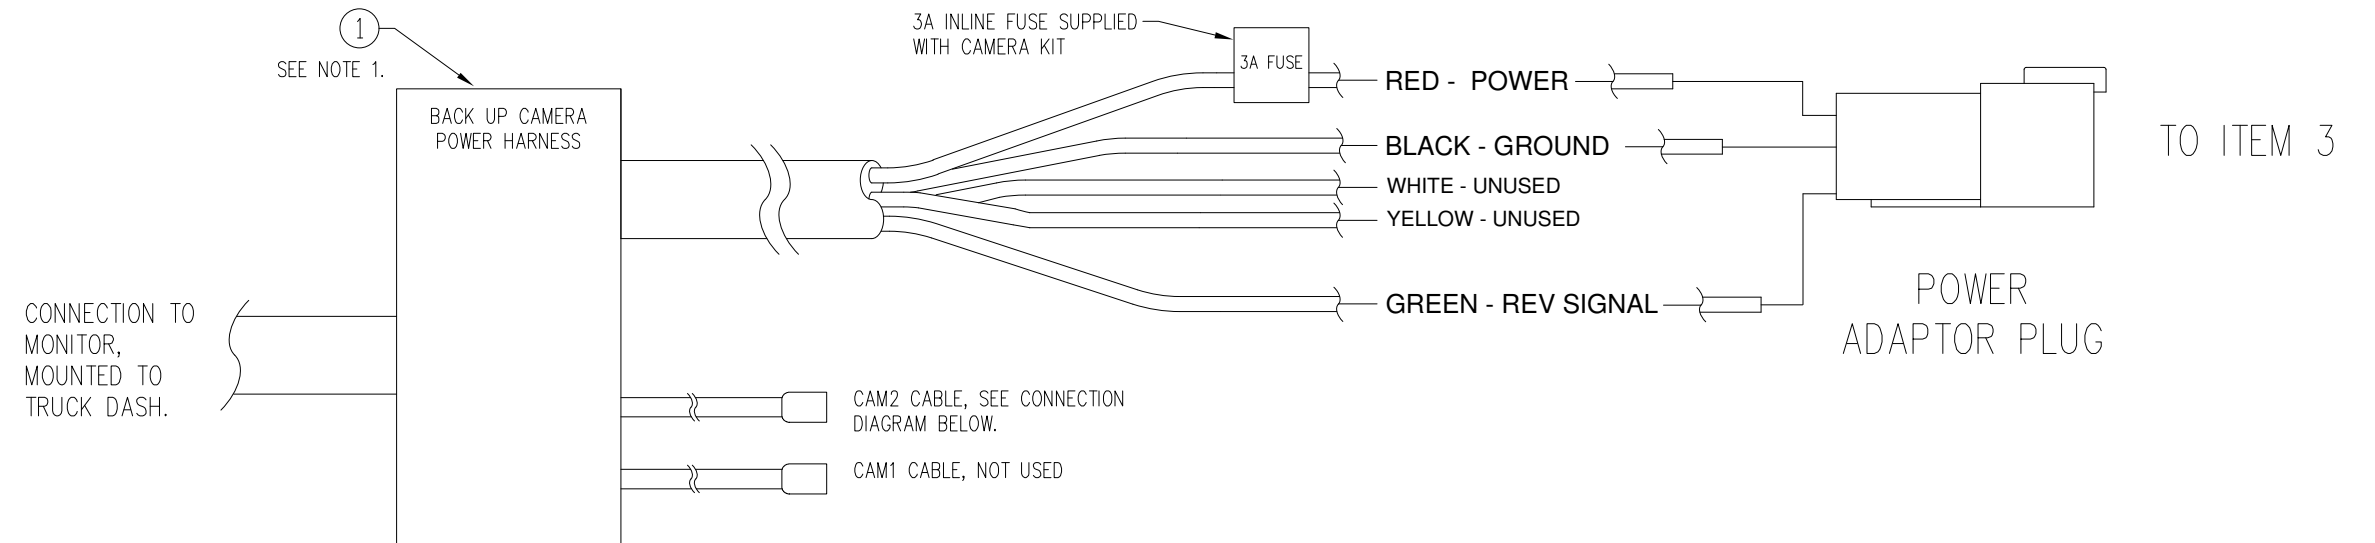 1
SEE NOTE 1.
BACK UP CAMERA
POWER HARNESS
3A INLINE FUSE SUPPLIED
WITH CAMERA KIT
3A FUSE
RED -  POWER
BLACK - GROUND
WHITE - UNUSED
YELLOW - UNUSED
GREEN - REV SIGNAL
TO ITEM 3
POWER
ADAPTOR PLUG
CONNECTION TO
MONITOR,
MOUNTED TO
TRUCK DASH.
CAM2 CABLE, SEE CONNECTION
DIAGRAM BELOW.
CAM1 CABLE, NOT USED